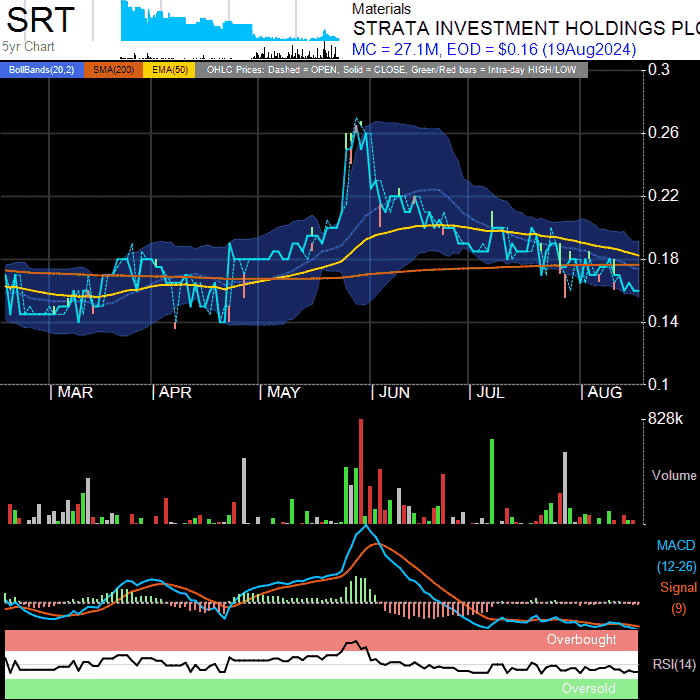 SRT
5yr Chart
Materials
STRATA INVESTMENT HOLDINGS PLC
MC = 27.1M, EOD = $0.16 (19Aug2024)
BollBands(20,2) SMA(200) EMA(50) OHLC Prices: Dashed = OPEN, Solid = CLOSE, Green/Red bars = Intra-day HIGH/LOW
0.3
0.26
0.22
0.18
0.14
0.1
MAR APR MAY JUN JUL AUG
828k
Volume
MACD
(12-26)
Signal
(9)
Overbought
RSI(14)
Oversold